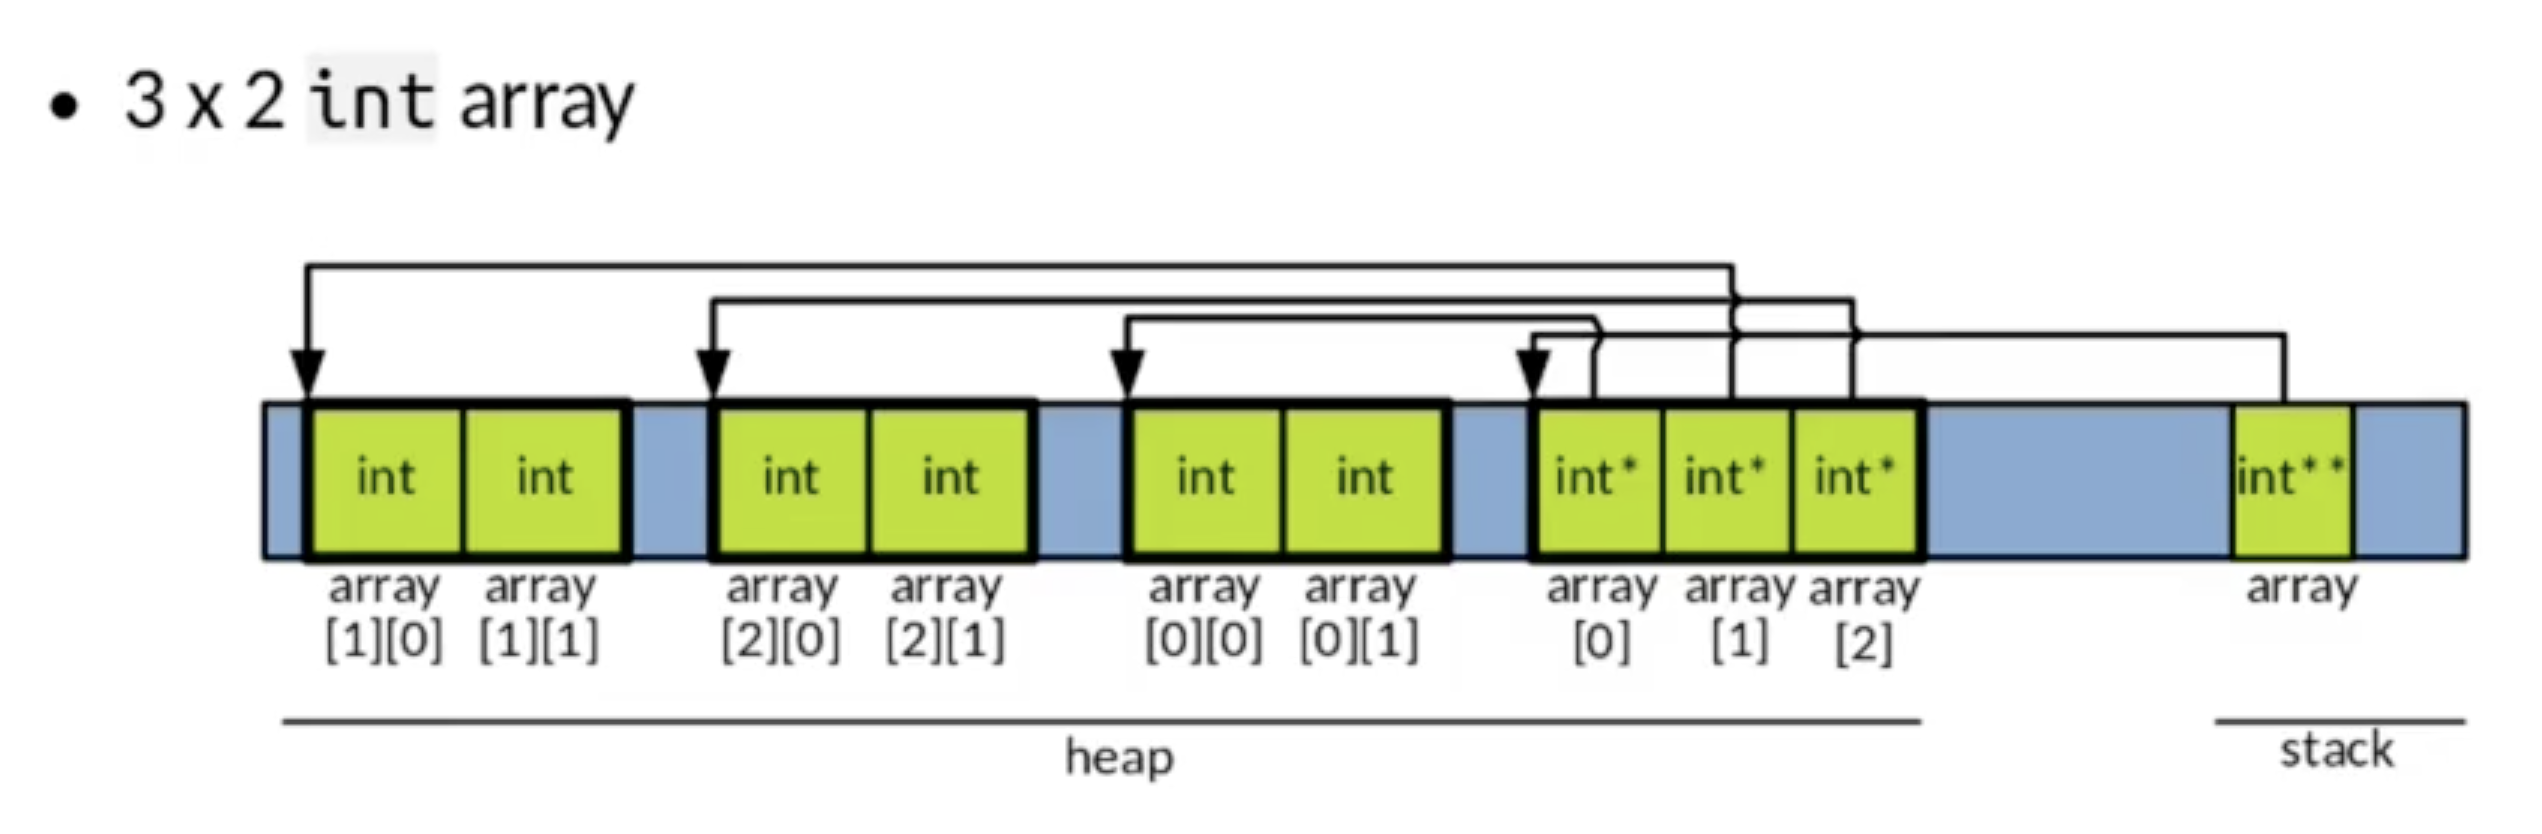 • 3 x 2 int array
int int int int int int int* int* int* int**
array array array array array array array array array array
[1][0] [1][1] [2][0] [2][1] [0][0] [0][1] [0] [1] [2]
heap stack